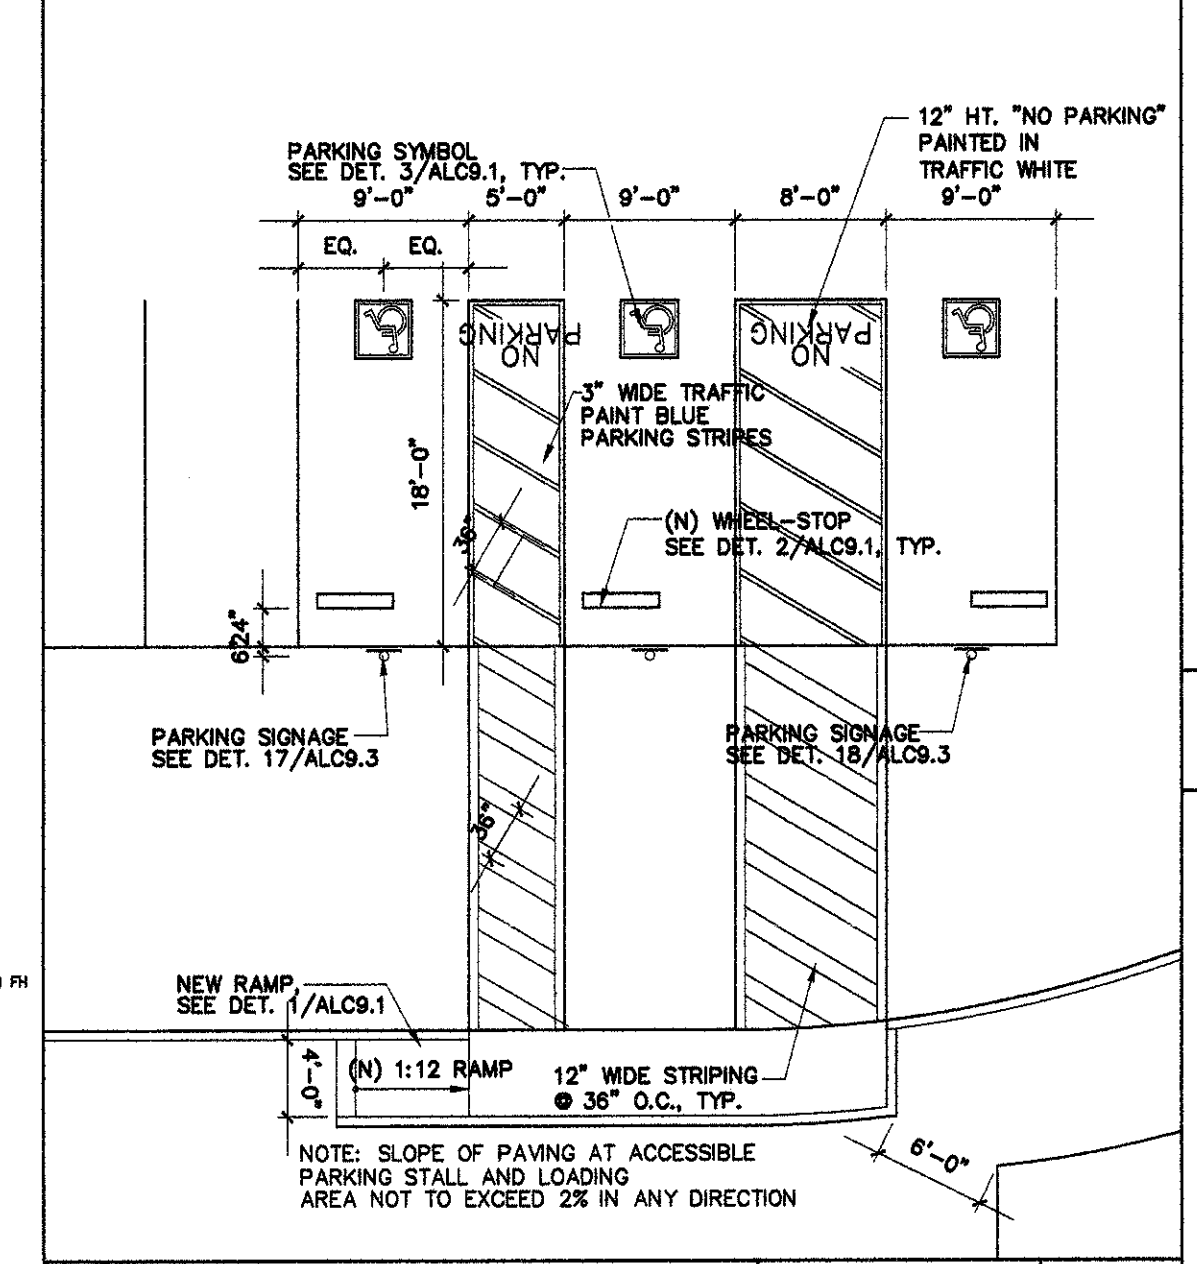 12" HT. "NO PARKING"
PAINTED IN
TRAFFIC WHITE
PARKING SYMBOL
SEE DET. 3/ALC9.1, TYP.
9'-0"
5'-0"
9'-0"
8'-0"
9'-0"
EQ.
EQ.
NO
PARKING
NO
PARKING
3" WIDE TRAFFIC
PAINT BLUE
PARKING STRIPES
18'-0"
36"
(N) WHEEL-STOP
SEE DET. 2/ALC9.1, TYP.
24"
6"
PARKING SIGNAGE
SEE DET. 17/ALC9.3
PARKING SIGNAGE
SEE DET. 18/ALC9.3
36"
FH
NEW RAMP,
SEE DET. 1/ALC9.1
4'-0"
(N) 1:12 RAMP
12" WIDE STRIPING
@ 36" O.C., TYP.
6'-0"
NOTE: SLOPE OF PAVING AT ACCESSIBLE
PARKING STALL AND LOADING
AREA NOT TO EXCEED 2% IN ANY DIRECTION